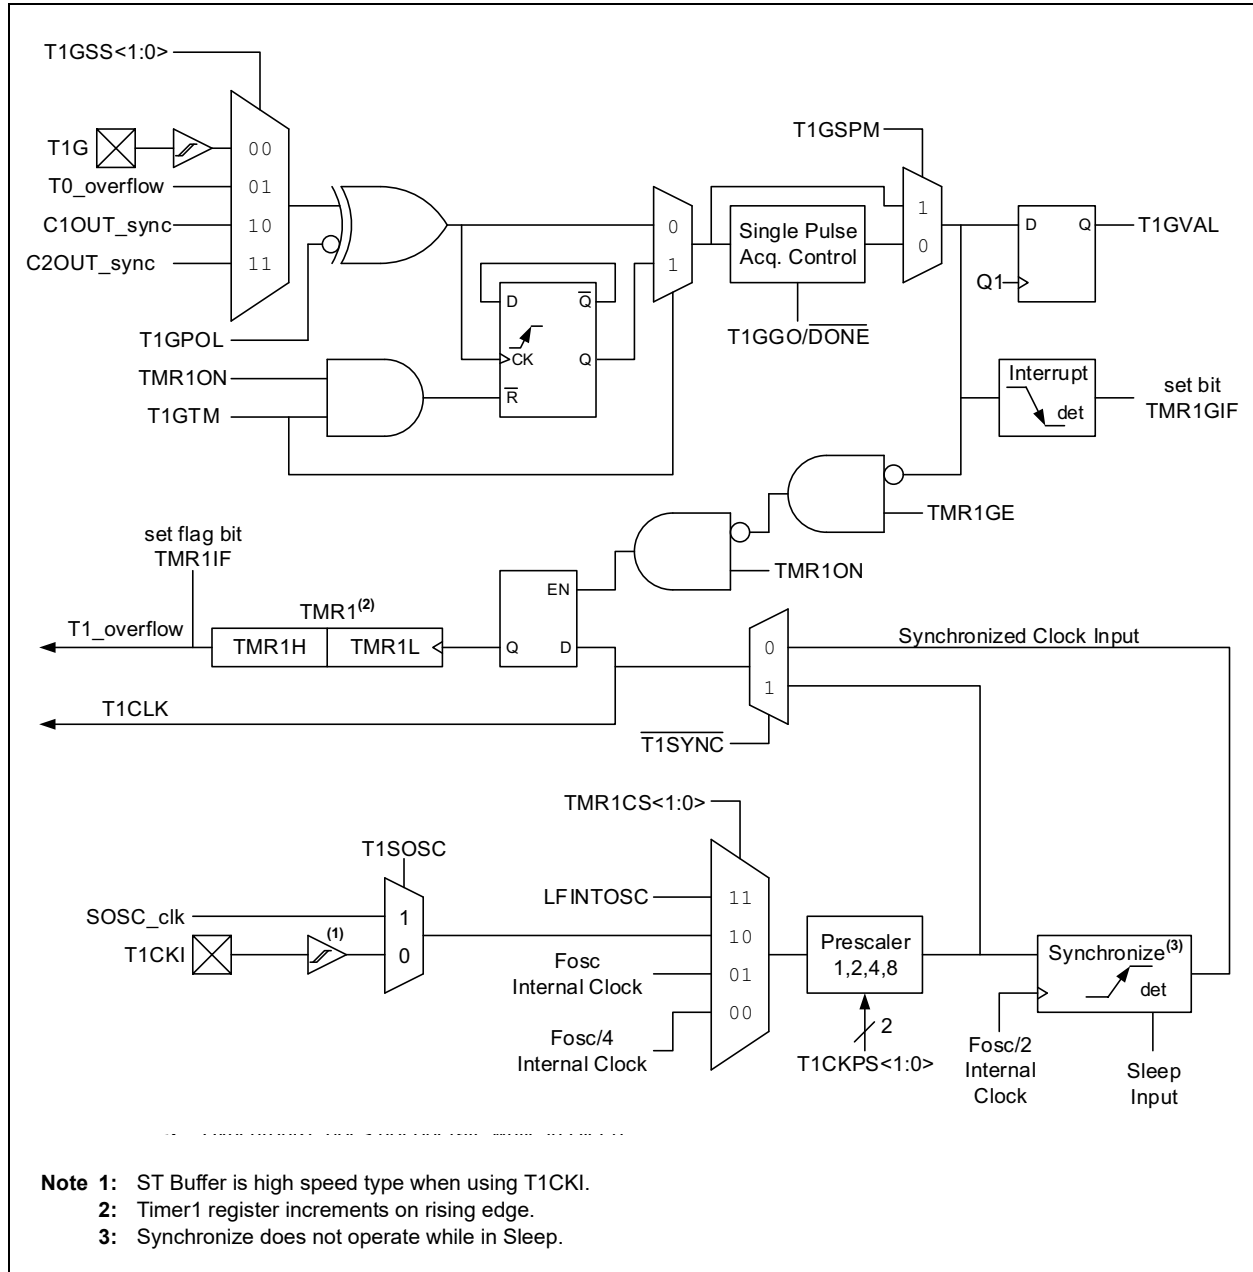 T1GSS<1:0>
T1G
00
T0_overflow
01
C1OUT_sync
10
C2OUT_sync
11
T1GPOL
TMR1ON
T1GTM
D
Q
CK
Q
R
0
1
T1GSPM
Single Pulse
Acq. Control
1
0
T1GGO/DONE
D
Q
Q1
T1GVAL
Interrupt
det
set bit
TMR1GIF
TMR1GE
TMR1ON
set flag bit
TMR1IF
TMR1(2)
EN
T1_overflow
TMR1H
TMR1L
Q
D
0
1
Synchronized Clock Input
T1CLK
T1SYNC
TMR1CS<1:0>
T1SOSC
LFINTOSC
11
SOSC_clk
1
10
T1CKI
(1)
0
Fosc
Internal Clock
01
00
Fosc/4
Internal Clock
Prescaler
1,2,4,8
2
T1CKPS<1:0>
Synchronize(3)
det
Fosc/2
Internal
Clock
Sleep
Input
Note 1: ST Buffer is high speed type when using T1CKI.
2: Timer1 register increments on rising edge.
3: Synchronize does not operate while in Sleep.